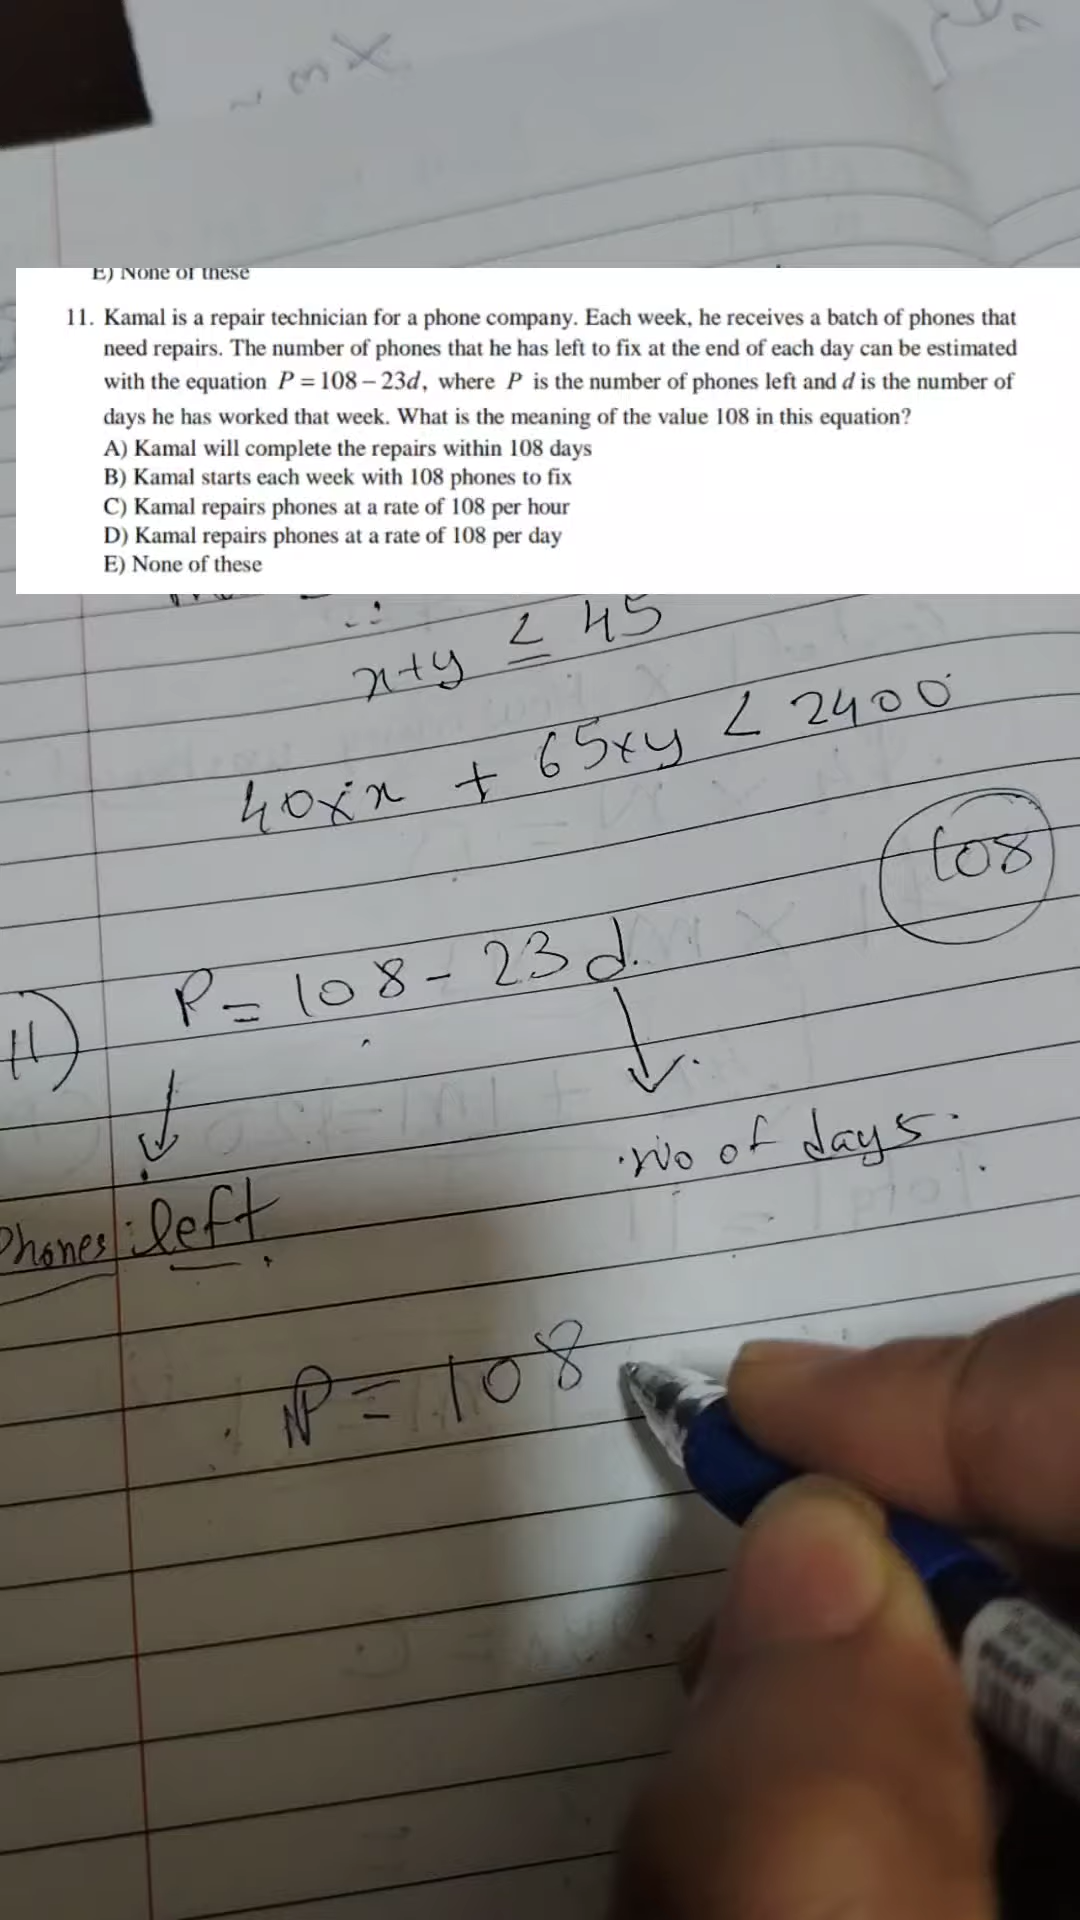 E) None of these
11. Kamal is a repair technician for a phone company. Each week, he receives a batch of phones that
need repairs. The number of phones that he has left to fix at the end of each day can be estimated
with the equation P = 108 – 23d, where P is the number of phones left and d is the number of
days he has worked that week. What is the meaning of the value 108 in this equation?
A) Kamal will complete the repairs within 108 days
B) Kamal starts each week with 108 phones to fix
C) Kamal repairs phones at a rate of 108 per hour
D) Kamal repairs phones at a rate of 108 per day
E) None of these
x+y ≤ 45
40×x + 65×y < 2400
108
11) P = 108 - 23d.
No of days.
Phones left
P = 108